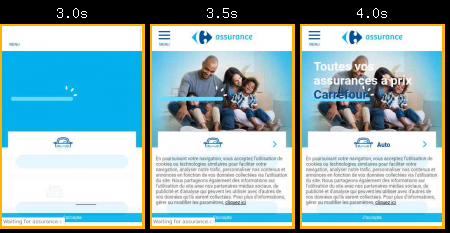 3.0s
3.5s
4.0s
MENU
Waiting for assurance.c...
MENU
assurance
En poursuivant votre navigation, vous acceptez l'utilisation de
cookies ou technologies similaires pour faciliter votre
navigation, analyser notre trafic, personnaliser nos contenus et
annonces en fonction de vos données collectées via l'utilisation
du site. Nous partageons également des informations sur
l'utilisation du site avec nos partenaires médias sociaux, de
publicité et d'analyse qui peuvent les utiliser avec d'autres de
vos données qu'ils auront collectées. Pour plus d'informations,
gérer ou modifier les paramètres, cliquez ici
Waiting for assurance.c...
MENU
assurance
Toutes vos
assurances à prix
Carrefour
Auto
En poursuivant votre navigation, vous acceptez l'utilisation de
cookies ou technologies similaires pour faciliter votre
navigation, analyser notre trafic, personnaliser nos contenus et
annonces en fonction de vos données collectées via l'utilisation
du site. Nous partageons également des informations sur
l'utilisation du site avec nos partenaires médias sociaux, de
publicité et d'analyse qui peuvent les utiliser avec d'autres de
vos données qu'ils auront collectées. Pour plus d'informations,
gérer ou modifier les paramètres, cliquez ici
J'accepte